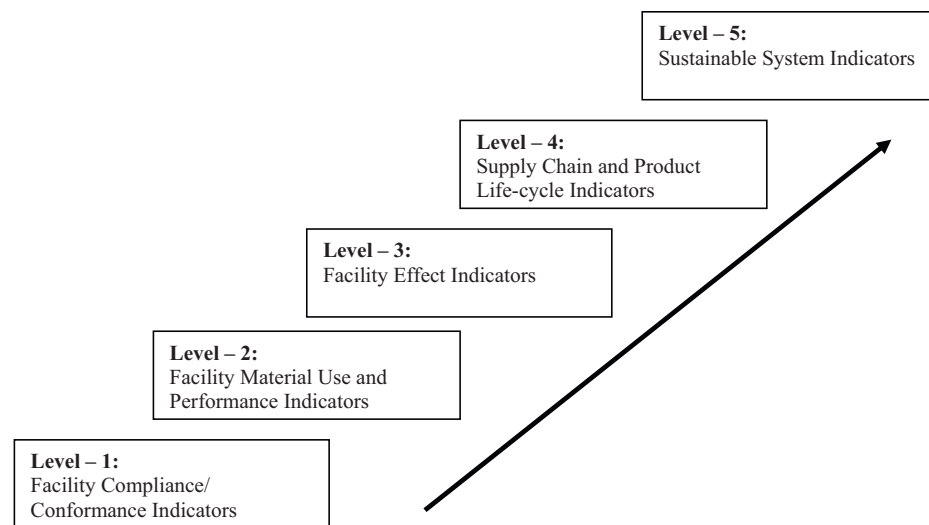 Level – 5:
Sustainable System Indicators
Level – 4:
Supply Chain and Product
Life-cycle Indicators
Level – 3:
Facility Effect Indicators
Level – 2:
Facility Material Use and
Performance Indicators
Level – 1:
Facility Compliance/
Conformance Indicators